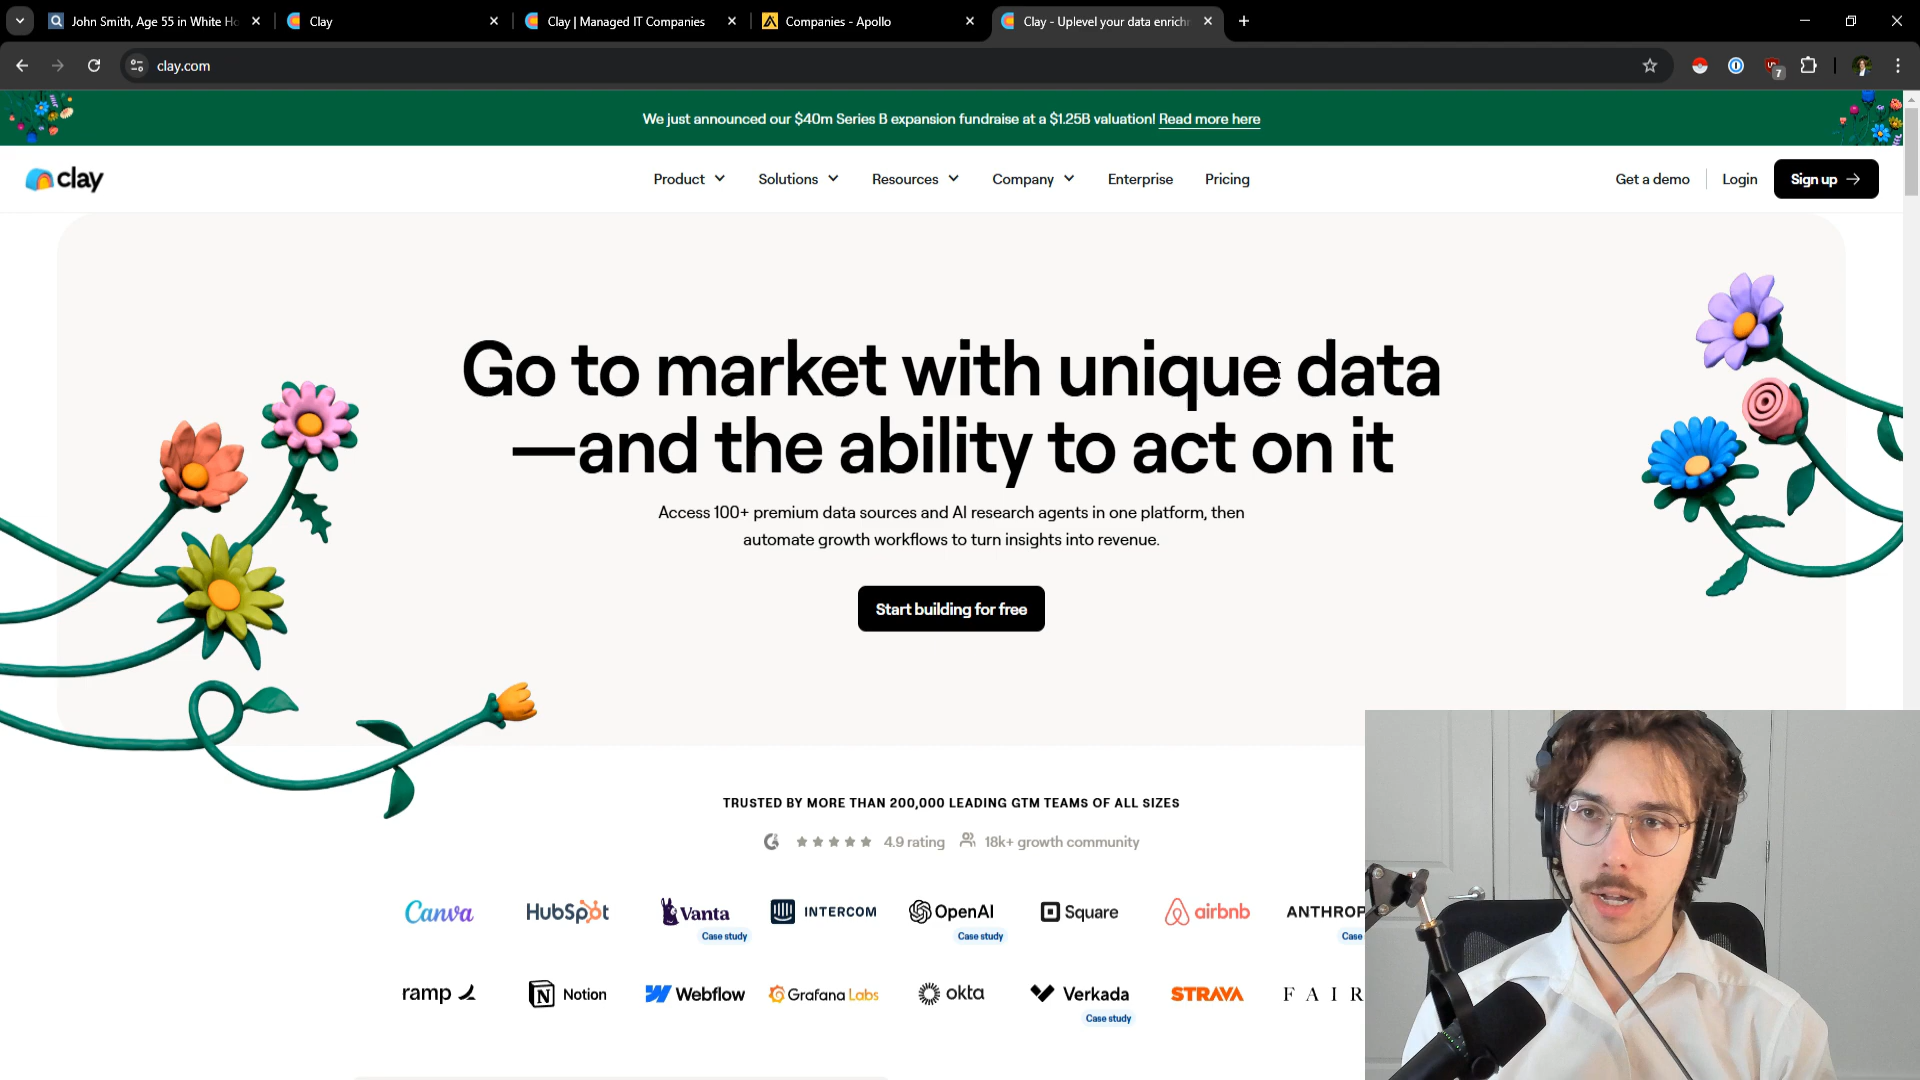 John Smith, Age 55 in White Ho
Clay
Clay | Managed IT Companies
Companies - Apollo
Clay - Uplevel your data enrichm
clay.com
7
We just announced our $40m Series B expansion fundraise at a $1.25B valuation! Read more here
clay
Product
Solutions
Resources
Company
Enterprise
Pricing
Get a demo
Login
Sign up
Go to market with unique data
—and the ability to act on it
Access 100+ premium data sources and AI research agents in one platform, then
automate growth workflows to turn insights into revenue.
Start building for free
TRUSTED BY MORE THAN 200,000 LEADING GTM TEAMS OF ALL SIZES
4.9 rating
18k+ growth community
Canva
HubSpot
Vanta
Case study
INTERCOM
OpenAI
Case study
Square
airbnb
ANTHROP
Case
ramp
Notion
Webflow
Grafana Labs
okta
Verkada
Case study
STRAVA
FAIR